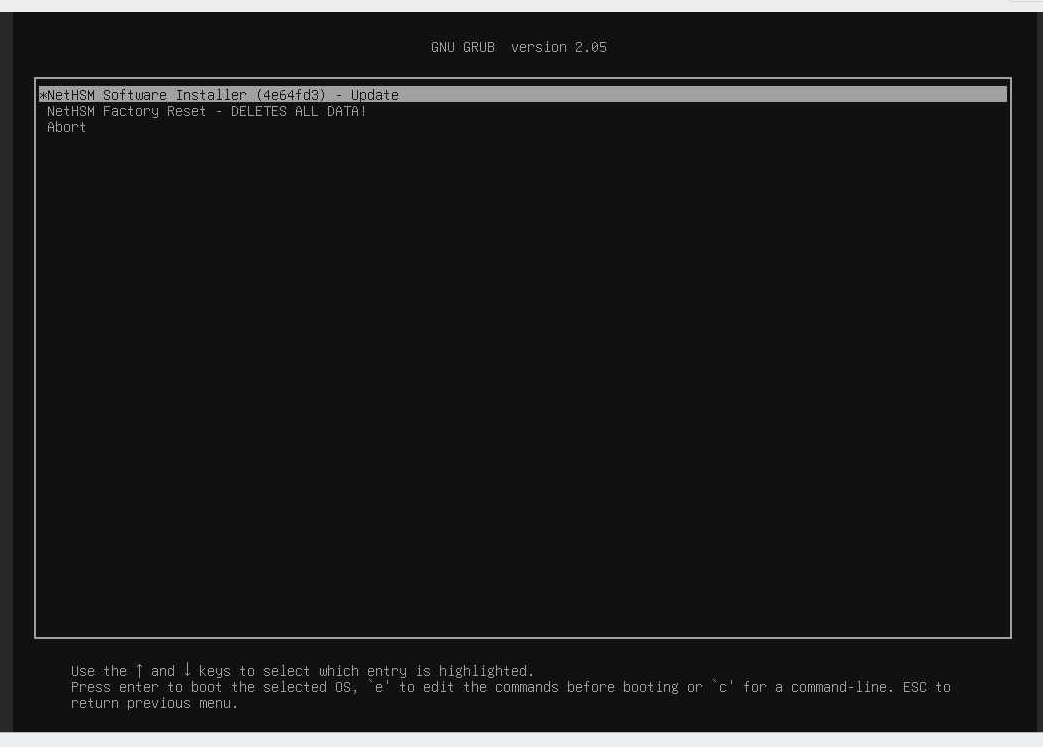 GNU GRUB  version 2.05
*NetHSM Software Installer (4e64fd3) - Update
NetHSM Factory Reset - DELETES ALL DATA!
Abort
Use the ↑ and ↓ keys to select which entry is highlighted.
Press enter to boot the selected OS, `e' to edit the commands before booting or `c' for a command-line. ESC to
return previous menu.